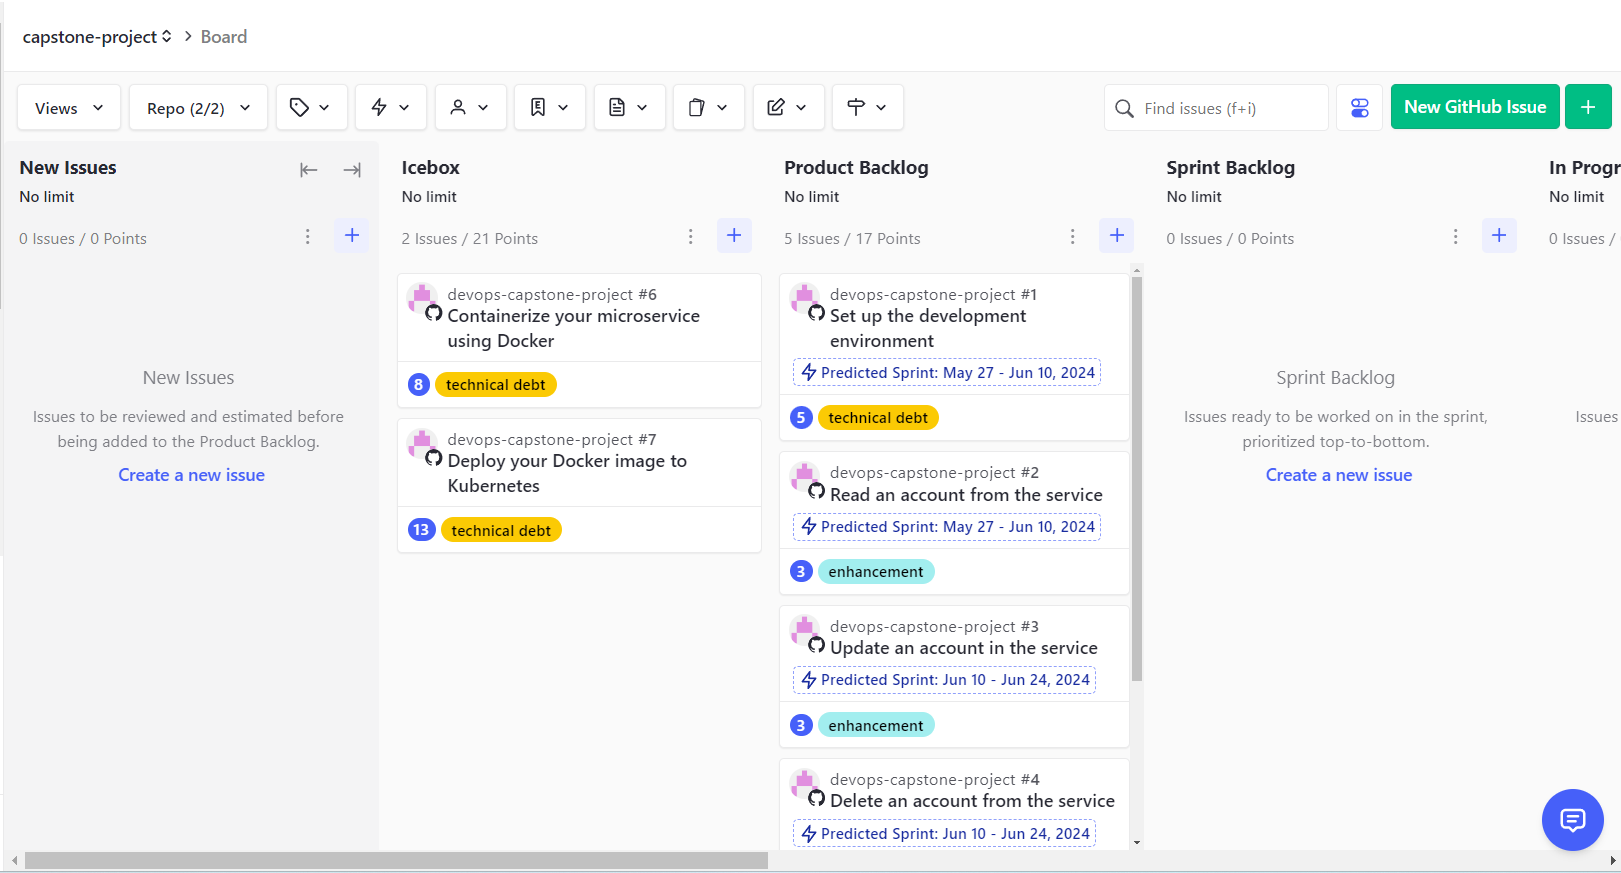 capstone-project > Board
Views
Repo (2/2)
Find issues (f+i)
New GitHub Issue
+
New Issues
No limit
0 Issues / 0 Points
New Issues
Issues to be reviewed and estimated before
being added to the Product Backlog.
Create a new issue
Icebox
No limit
2 Issues / 21 Points
devops-capstone-project #6
Containerize your microservice
using Docker
8 technical debt
devops-capstone-project #7
Deploy your Docker image to
Kubernetes
13 technical debt
Product Backlog
No limit
5 Issues / 17 Points
devops-capstone-project #1
Set up the development
environment
Predicted Sprint: May 27 - Jun 10, 2024
5 technical debt
devops-capstone-project #2
Read an account from the service
Predicted Sprint: May 27 - Jun 10, 2024
3 enhancement
devops-capstone-project #3
Update an account in the service
Predicted Sprint: Jun 10 - Jun 24, 2024
3 enhancement
devops-capstone-project #4
Delete an account from the service
Predicted Sprint: Jun 10 - Jun 24, 2024
Sprint Backlog
No limit
0 Issues / 0 Points
Sprint Backlog
Issues ready to be worked on in the sprint,
prioritized top-to-bottom.
Create a new issue
In Progr
No limit
0 Issues /
Issues